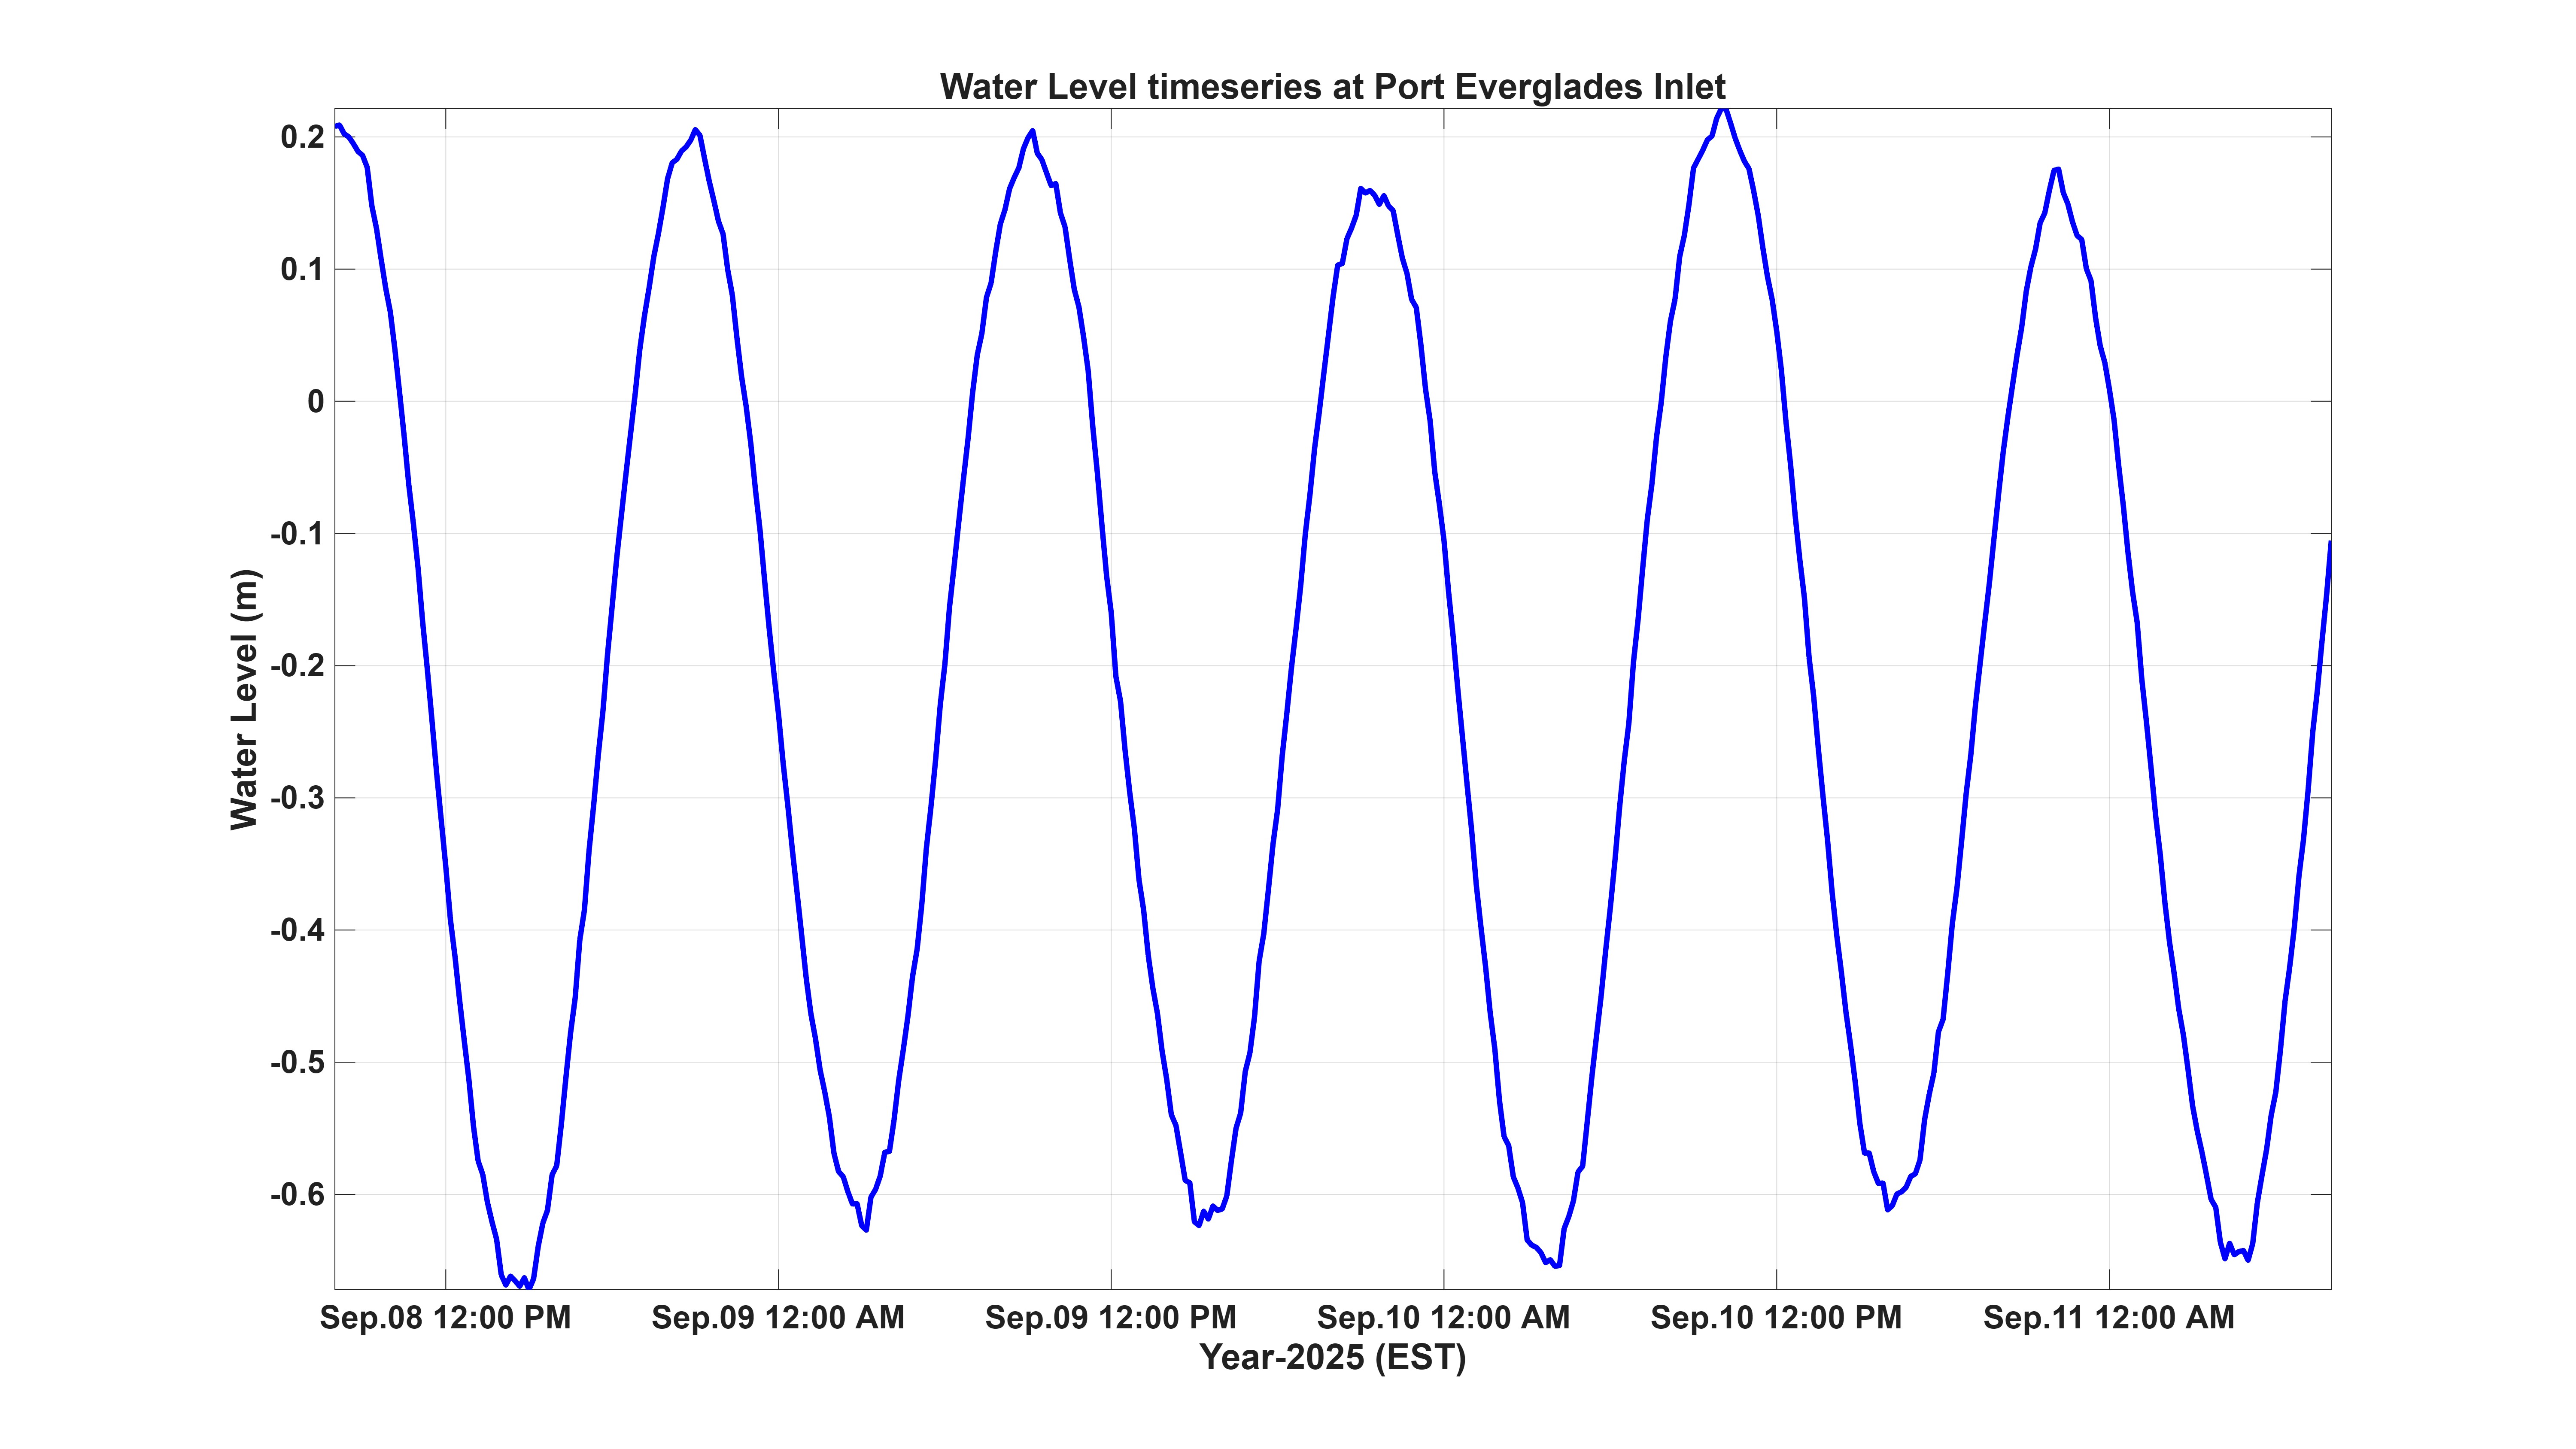 Water Level timeseries at Port Everglades Inlet
0.2
0.1
0
-0.1
-0.2
-0.3
-0.4
-0.5
-0.6
Water Level (m)
Sep.08 12:00 PM Sep.09 12:00 AM Sep.09 12:00 PM Sep.10 12:00 AM Sep.10 12:00 PM Sep.11 12:00 AM
Year-2025 (EST)